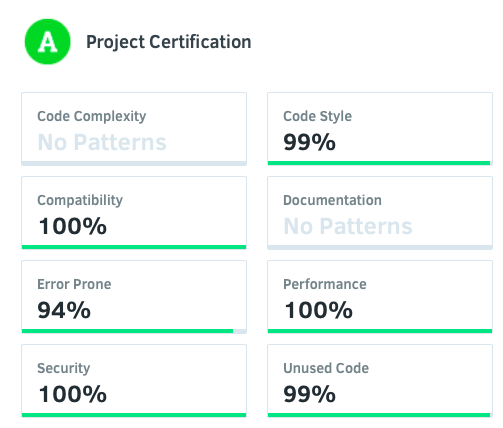 A
Project Certification
Code Complexity
No Patterns
Code Style
99%
Compatibility
100%
Documentation
No Patterns
Error Prone
94%
Performance
100%
Security
100%
Unused Code
99%